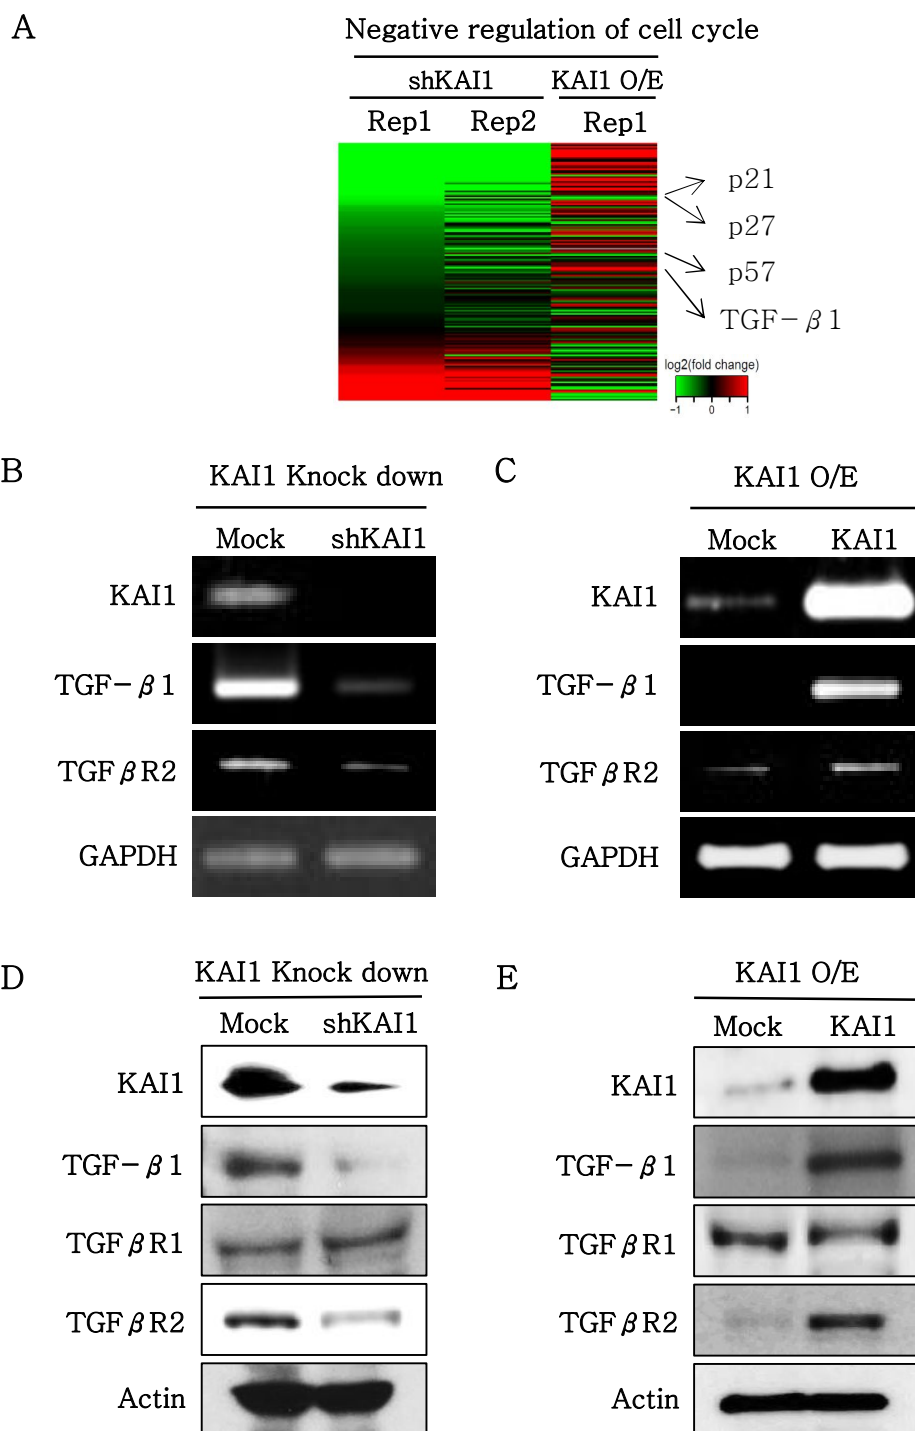 A
Negative regulation of cell cycle
shKAI1 KAI1 O/E
Rep1 Rep2 Rep1
p21
p27
p57
TGF-β1
log2(fold change)
-1 0 1
B
KAI1 Knock down
Mock shKAI1
KAI1
TGF-β1
TGFβR2
GAPDH
C
KAI1 O/E
Mock KAI1
KAI1
TGF-β1
TGFβR2
GAPDH
D
KAI1 Knock down
Mock shKAI1
KAI1
TGF-β1
TGFβR1
TGFβR2
Actin
E
KAI1 O/E
Mock KAI1
KAI1
TGF-β1
TGFβR1
TGFβR2
Actin